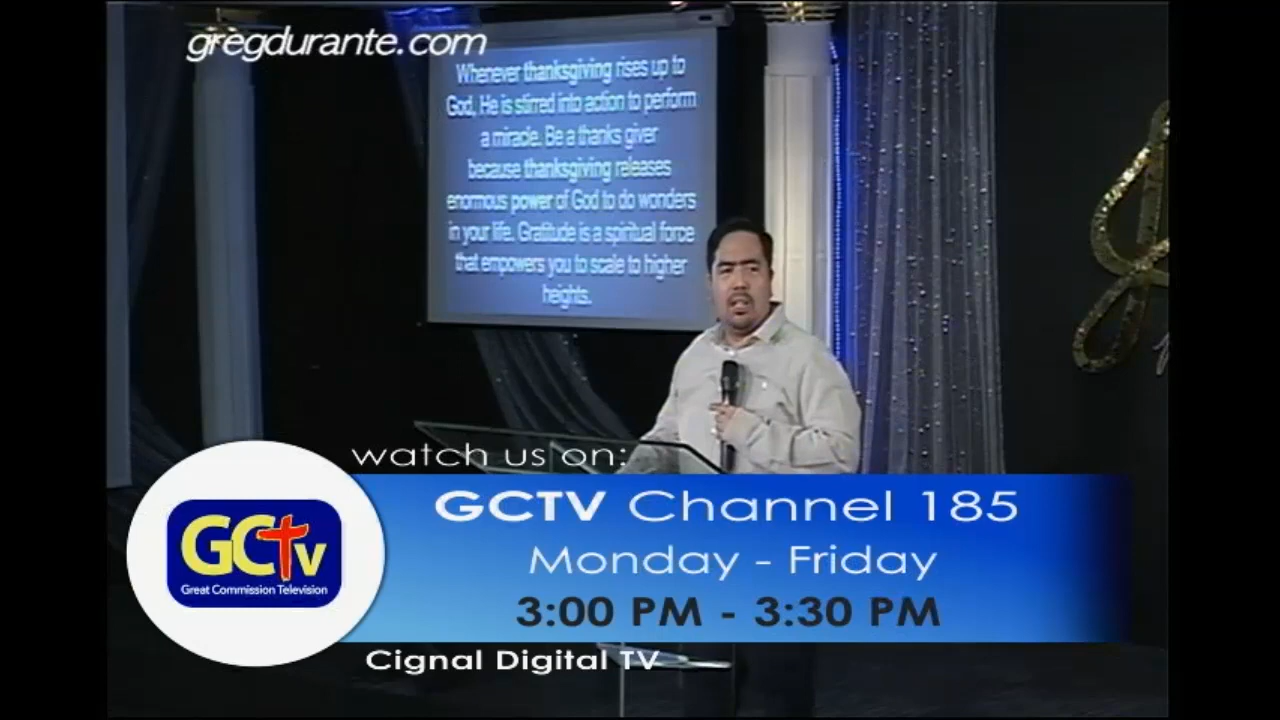 gregdurante.com
Whenever thanksgiving rises up to
God, He is stirred into action to perform
a miracle. Be a thanks giver
because thanksgiving releases
enormous power of God to do wonders
in your life. Gratitude is a spiritual force
that empowers you to scale to higher
heights.
watch us on:
GCTV Channel 185
Monday - Friday
3:00 PM - 3:30 PM
GCTV
Great Commission Television
Cignal Digital TV